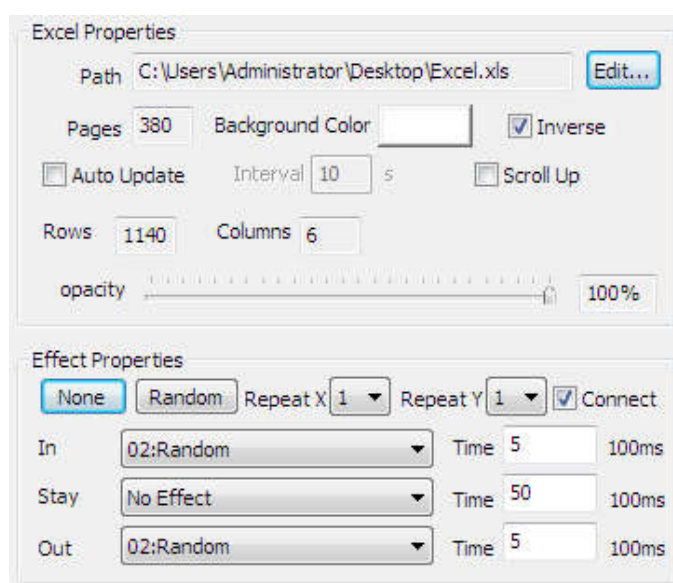 Excel Properties
Path C:\Users\Administrator\Desktop\Excel.xls Edit...
Pages 380 Background Color Inverse
Auto Update Interval 10 s Scroll Up
Rows 1140 Columns 6
opacity 100%
Effect Properties
None Random Repeat X 1 Repeat Y 1 Connect
In 02:Random Time 5 100ms
Stay No Effect Time 50 100ms
Out 02:Random Time 5 100ms